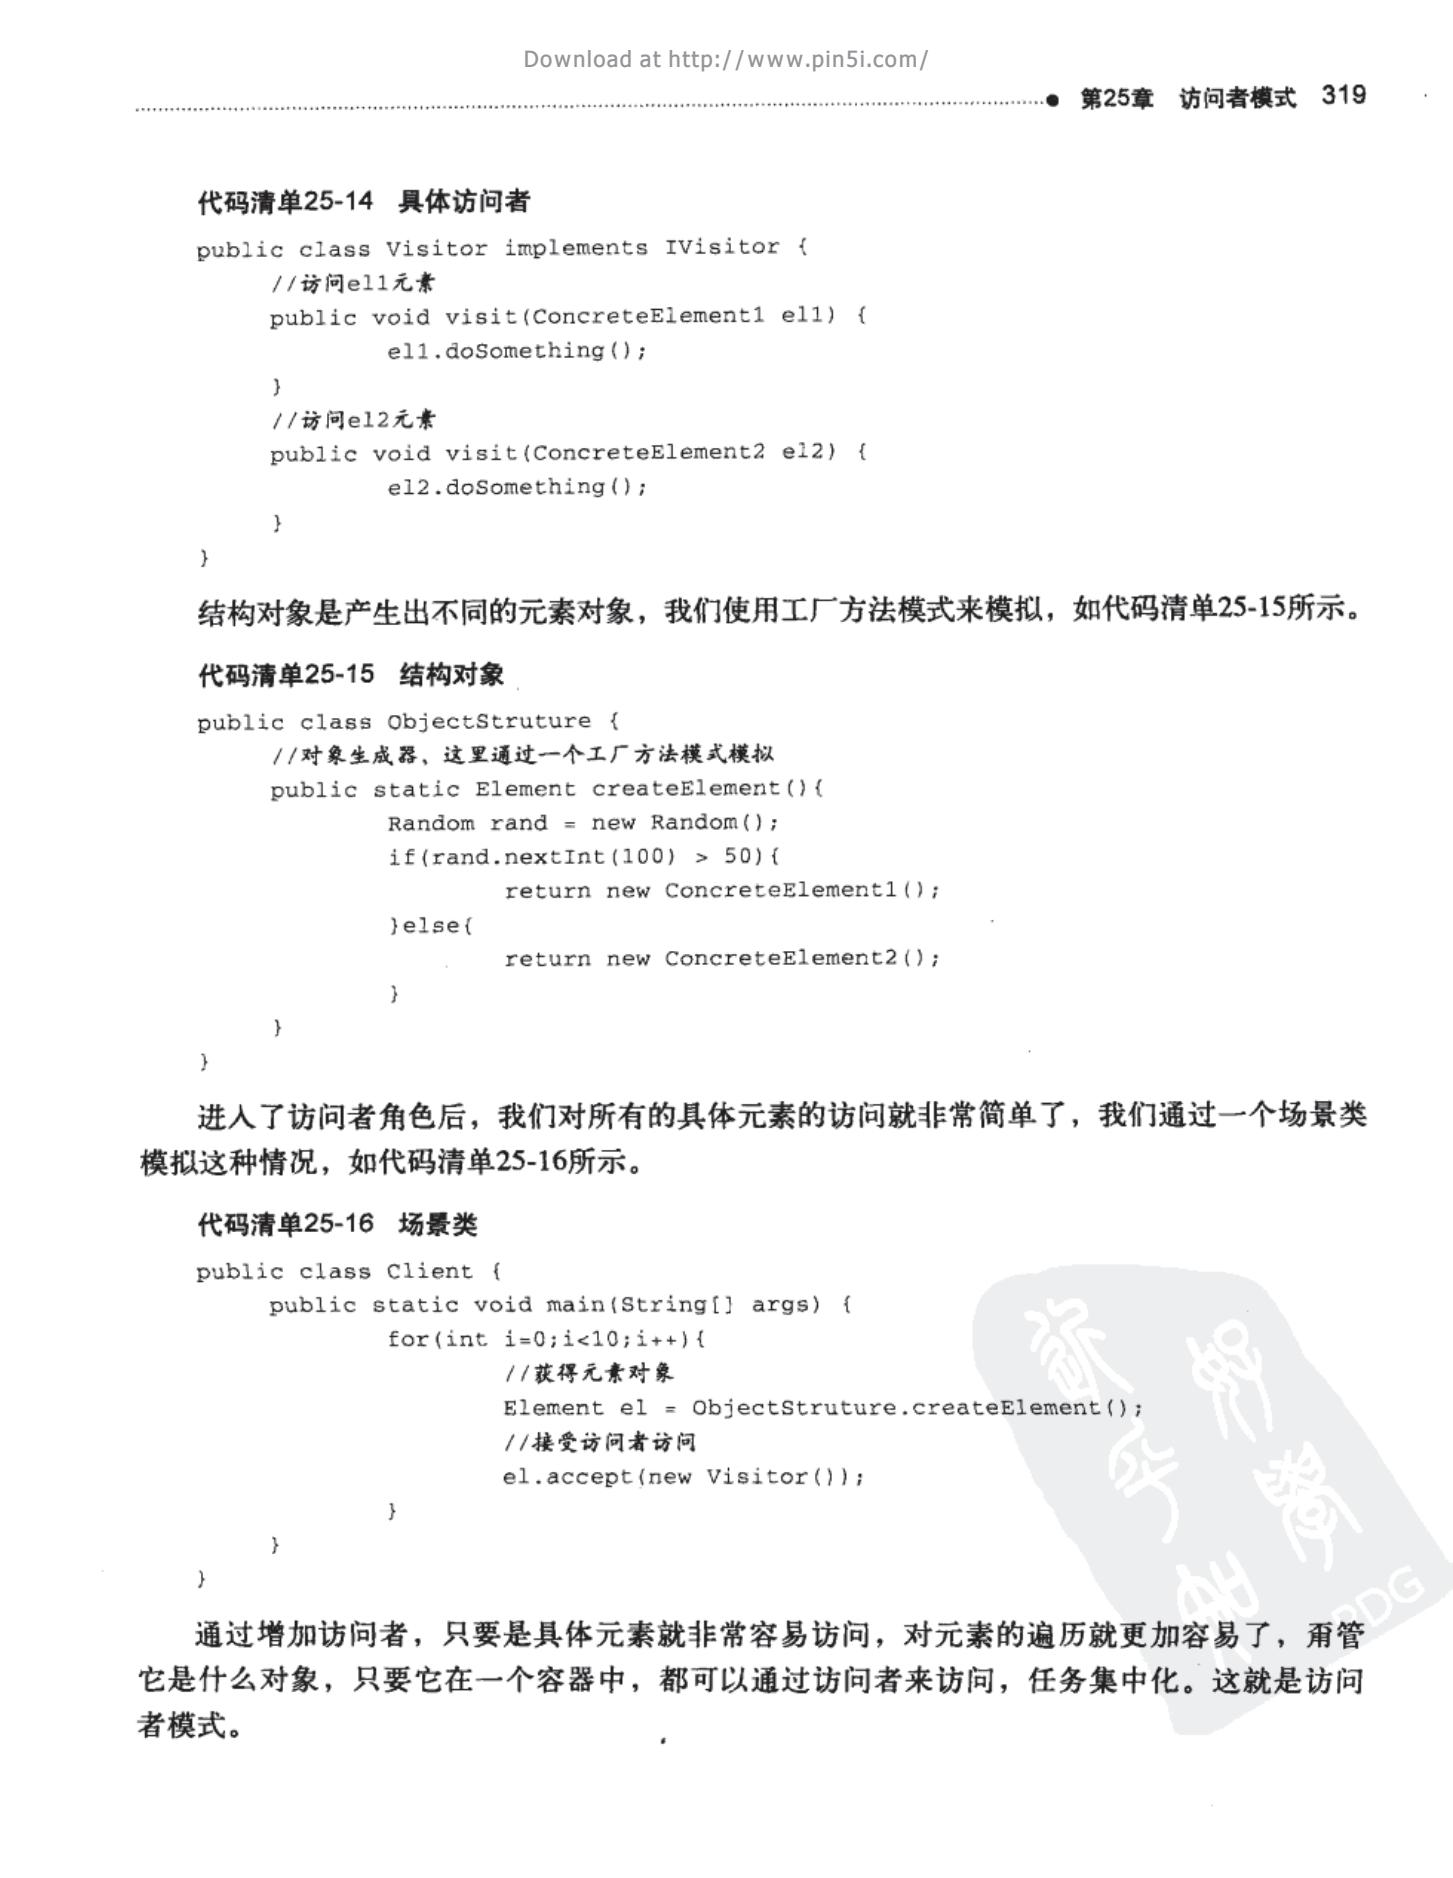 Download at http://www.pin5i.com/
第25章 访问者模式 319
代码清单25-14 具体访问者
public class Visitor implements IVisitor {
//访问el1元素
public void visit(ConcreteElement1 el1) {
el1.doSomething();
}
//访问el2元素
public void visit(ConcreteElement2 el2) {
el2.doSomething();
}
}
结构对象是产生出不同的元素对象，我们使用工厂方法模式来模拟，如代码清单25-15所示。
代码清单25-15 结构对象
public class ObjectStruture {
//对象生成器、这里通过一个工厂方法模式模拟
public static Element createElement(){
Random rand = new Random();
if(rand.nextInt(100) > 50){
return new ConcreteElement1();
}else{
return new ConcreteElement2();
}
}
}
进入了访问者角色后，我们对所有的具体元素的访问就非常简单了，我们通过一个场景类
模拟这种情况，如代码清单25-16所示。
代码清单25-16 场景类
public class Client {
public static void main(String[] args) {
for(int i=0;i<10;i++){
//获得元素对象
Element el = ObjectStruture.createElement();
//接受访问者访问
el.accept(new Visitor());
}
}
}
通过增加访问者，只要是具体元素就非常容易访问，对元素的遍历就更加容易了，甭管
它是什么对象，只要它在一个容器中，都可以通过访问者来访问，任务集中化。这就是访问
者模式。
PDG